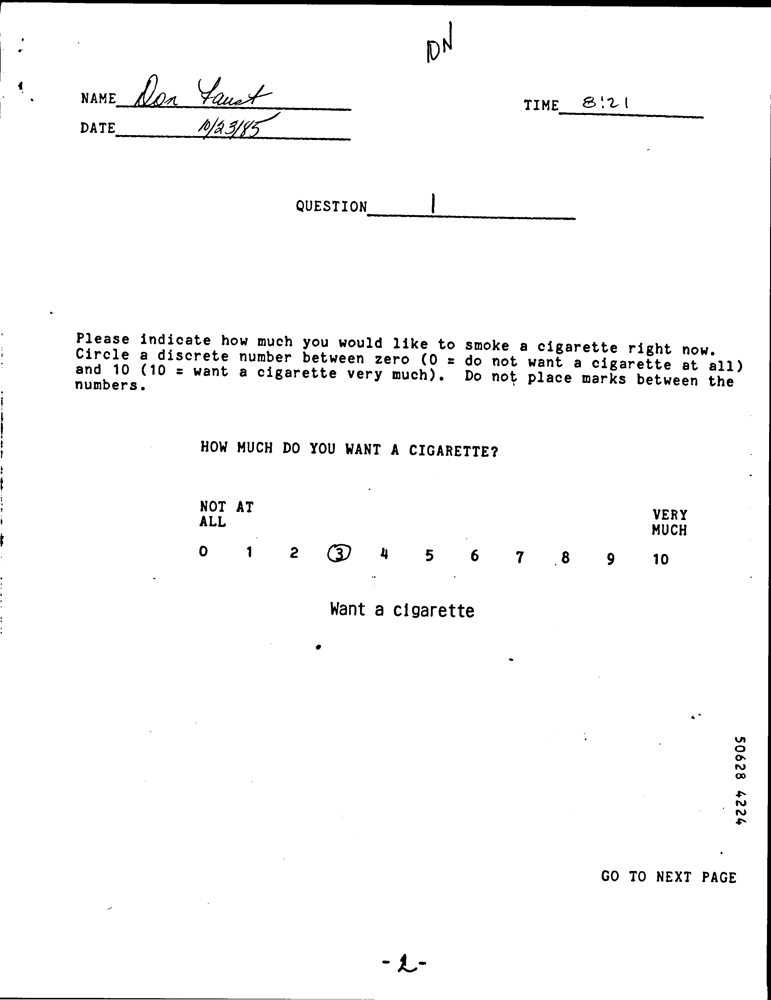 DN
NAME Don Faust
TIME 8:21
DATE 10/23/85
QUESTION 1
Please indicate how much you would like to smoke a cigarette right now.
Circle a discrete number between zero (0 = do not want a cigarette at all)
and 10 (10 = want a cigarette very much). Do not place marks between the
numbers.
HOW MUCH DO YOU WANT A CIGARETTE?
NOT AT
ALL
VERY
MUCH
0 1 2 3 4 5 6 7 8 9 10
Want a cigarette
50628 4224
GO TO NEXT PAGE
-2-